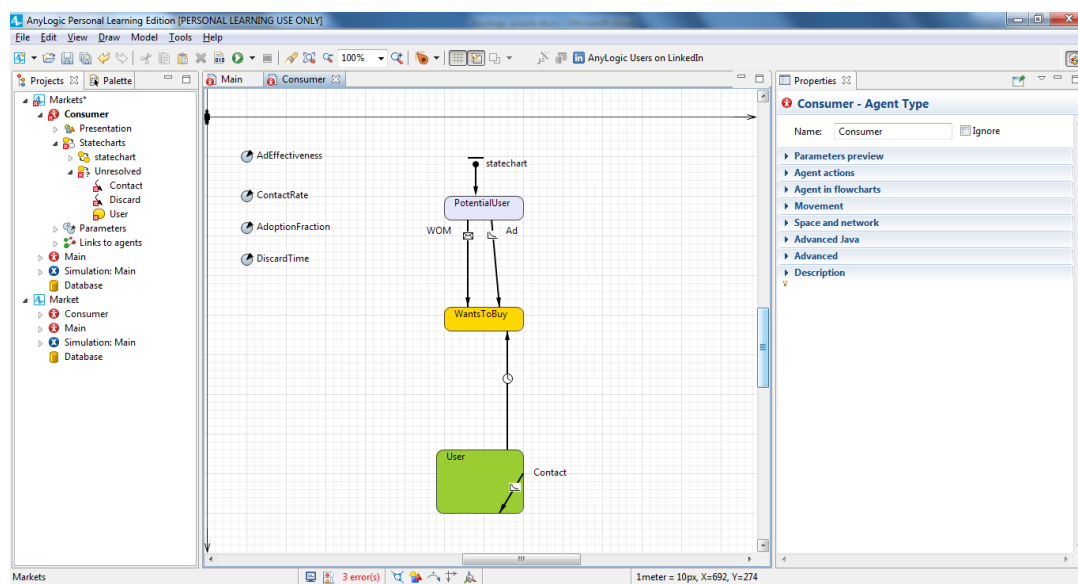 AnyLogic Personal Learning Edition [PERSONAL LEARNING USE ONLY]
File Edit View Draw Model Tools Help
100%
AnyLogic Users on LinkedIn
Projects
Palette
Main
Consumer
Properties
Markets*
Consumer
Presentation
Statecharts
statechart
Unresolved
Contact
Discard
User
Parameters
Links to agents
Main
Simulation: Main
Database
Market
Consumer
Main
Simulation: Main
Database
AdEffectiveness
ContactRate
AdoptionFraction
DiscardTime
statechart
PotentialUser
WOM
Ad
WantsToBuy
User
Contact
Consumer - Agent Type
Name: Consumer
Ignore
Parameters preview
Agent actions
Agent in flowcharts
Movement
Space and network
Advanced Java
Advanced
Description
Markets
3 error(s)
1meter = 10px, X=692, Y=274